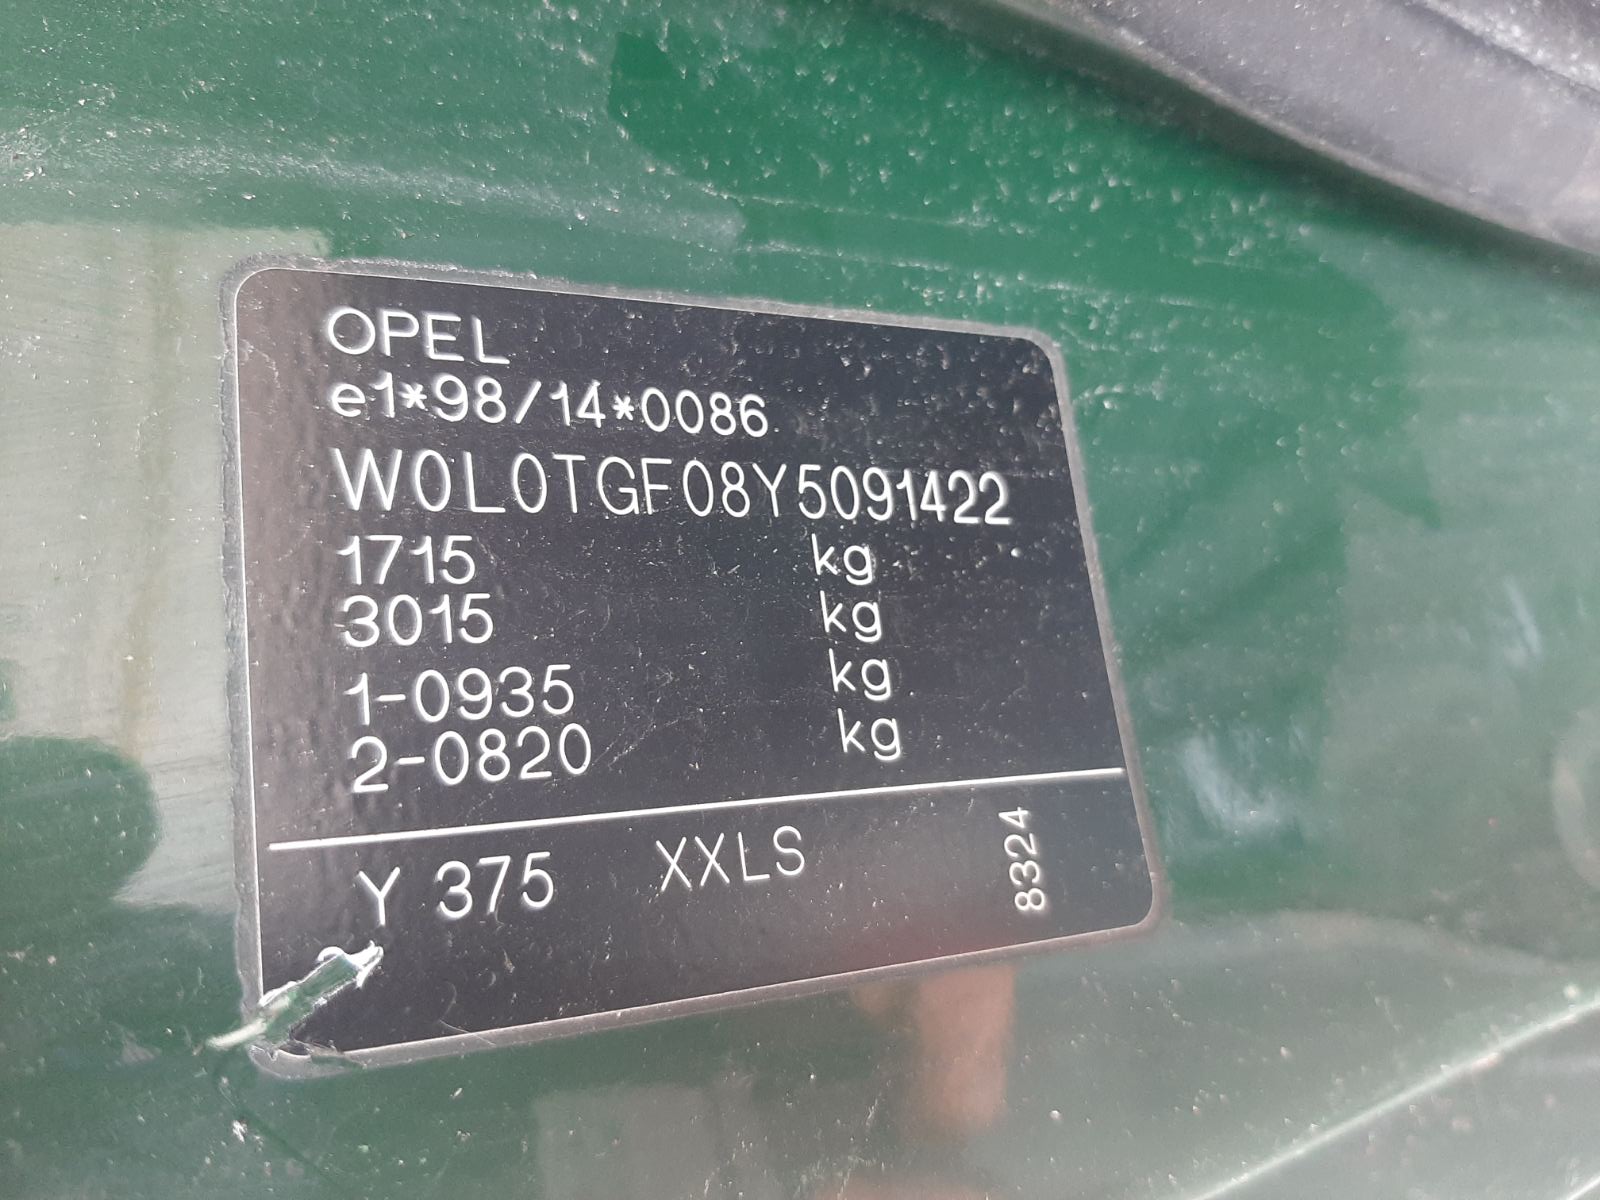 OPEL
e1*98/14*0086
W0L0TGF08Y5091422
1715 kg
3015 kg
1-0935 kg
2-0820 kg
Y 375 XXLS 8324